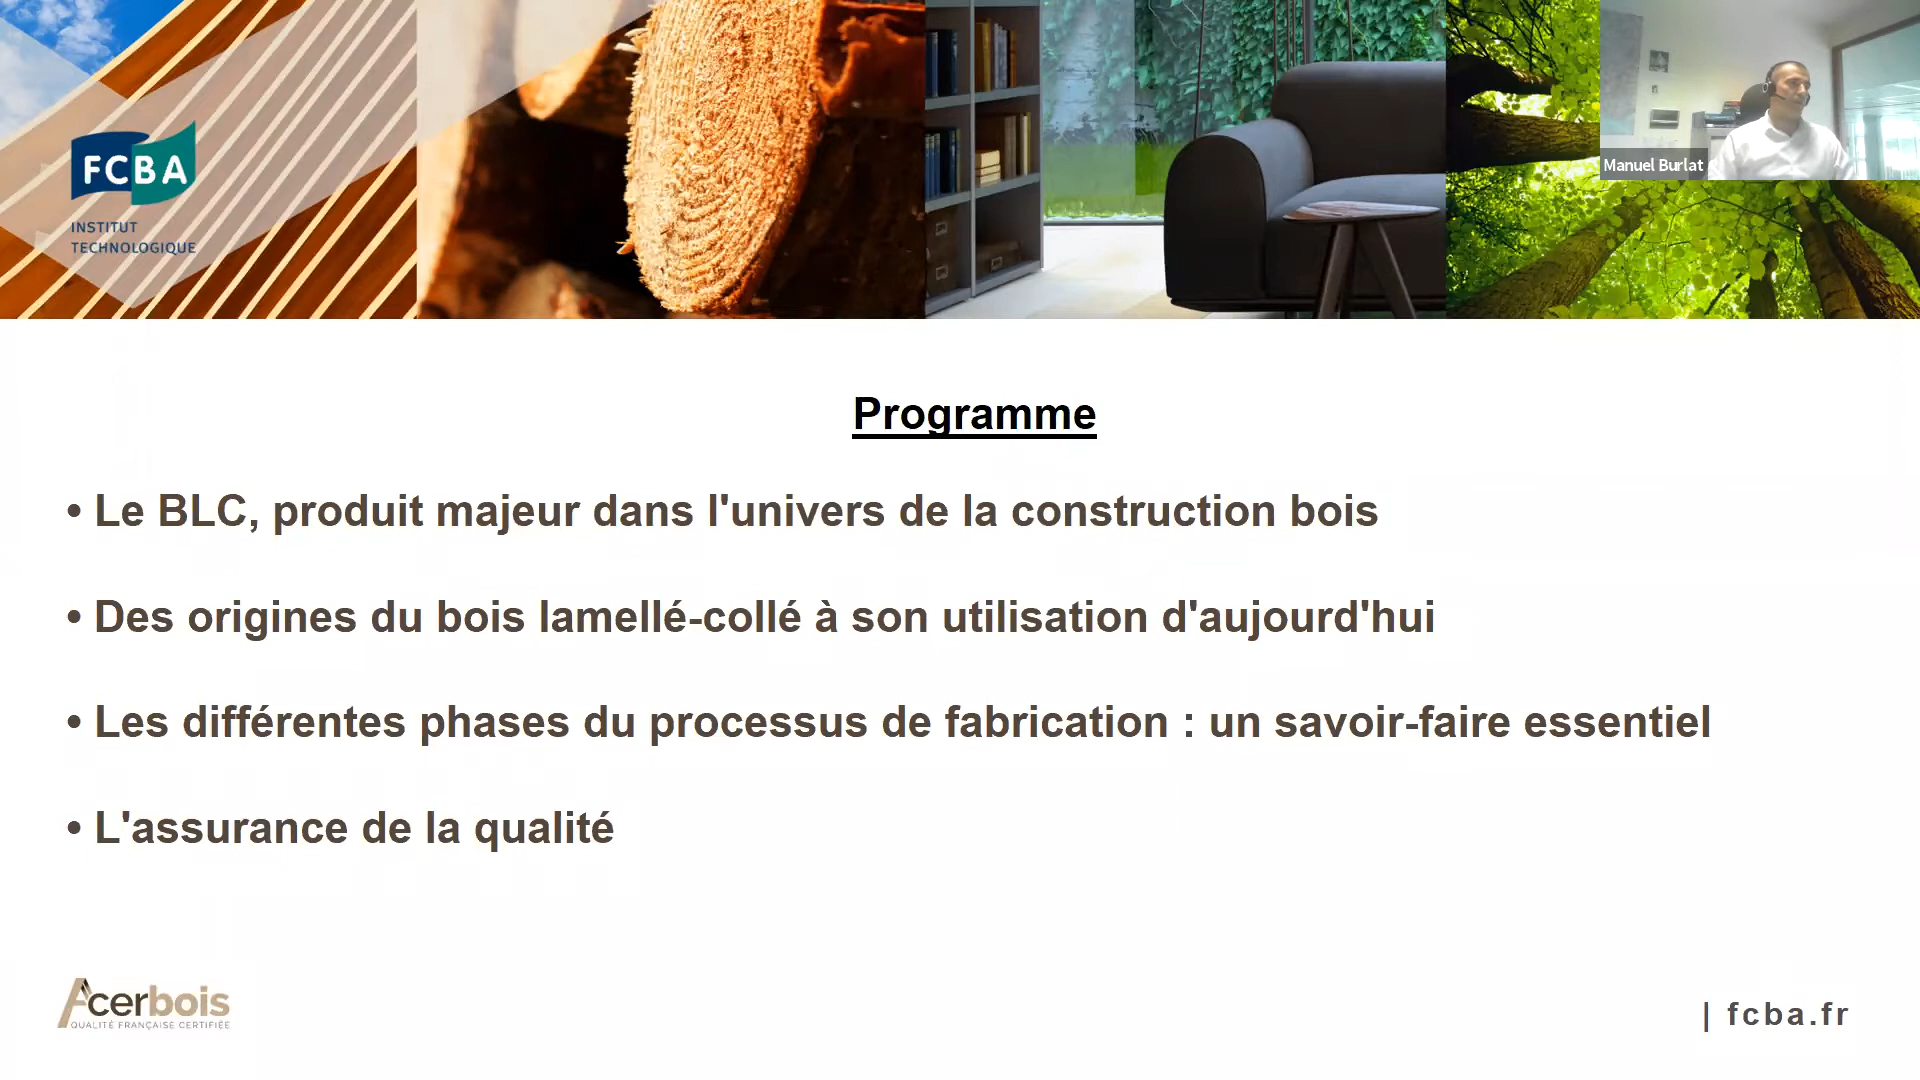 FCBA
INSTITUT
TECHNOLOGIQUE
Manuel Burlat
Programme
• Le BLC, produit majeur dans l'univers de la construction bois
• Des origines du bois lamellé-collé à son utilisation d'aujourd'hui
• Les différentes phases du processus de fabrication : un savoir-faire essentiel
• L'assurance de la qualité
Acerbois
QUALITÉ FRANÇAISE CERTIFIÉE
| fcba.fr